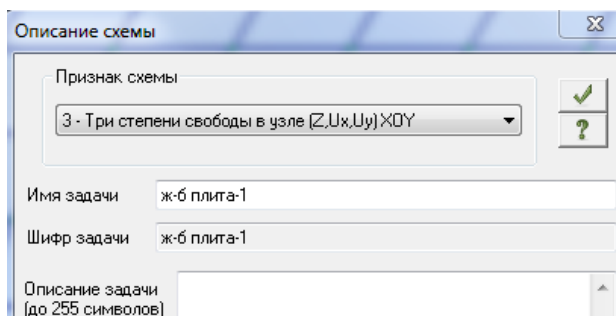 Описание схемы
Признак схемы
3 - Три степени свободы в узле (Z,Ux,Uy) X0Y
?
Имя задачи ж-б плита-1
Шифр задачи ж-б плита-1
Описание задачи
(до 255 символов)